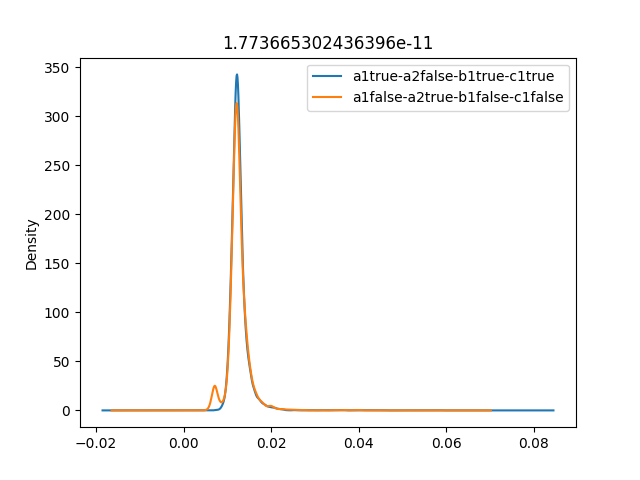 1.773665302436396e-11
a1true-a2false-b1true-c1true
a1false-a2true-b1false-c1false
Density
350
300
250
200
150
100
50
0
−0.02 0.00 0.02 0.04 0.06 0.08